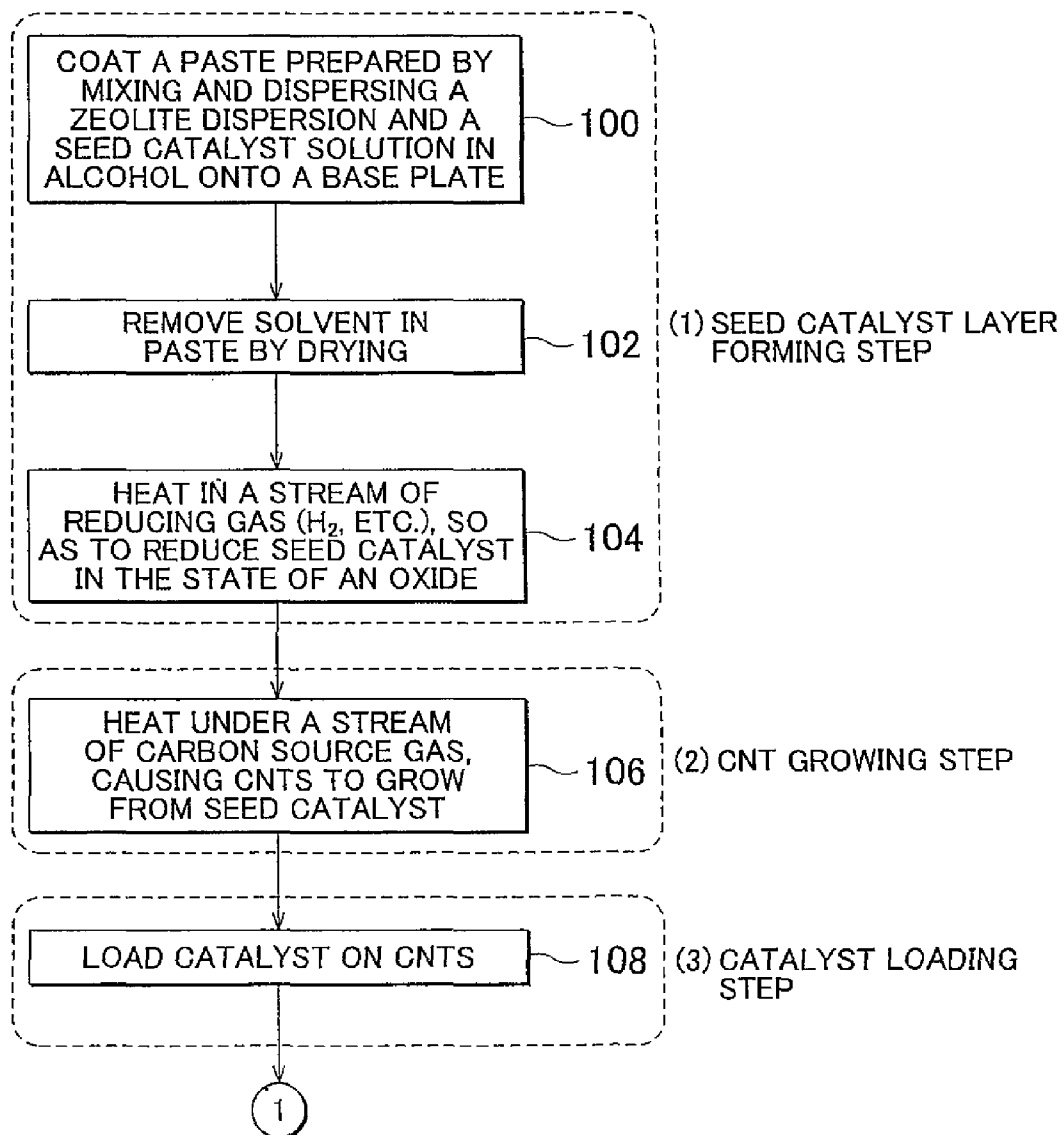 COAT A PASTE PREPARED BY
MIXING AND DISPERSING A
ZEOLITE DISPERSION AND A
SEED CATALYST SOLUTION IN
ALCOHOL ONTO A BASE PLATE
100
REMOVE SOLVENT IN
PASTE BY DRYING
102
(1) SEED CATALYST LAYER
FORMING STEP
HEAT IN A STREAM OF
REDUCING GAS (H₂, ETC.), SO
AS TO REDUCE SEED CATALYST
IN THE STATE OF AN OXIDE
104
HEAT UNDER A STREAM
OF CARBON SOURCE GAS,
CAUSING CNTS TO GROW
FROM SEED CATALYST
106
(2) CNT GROWING STEP
LOAD CATALYST ON CNTS
108
(3) CATALYST LOADING
STEP
1